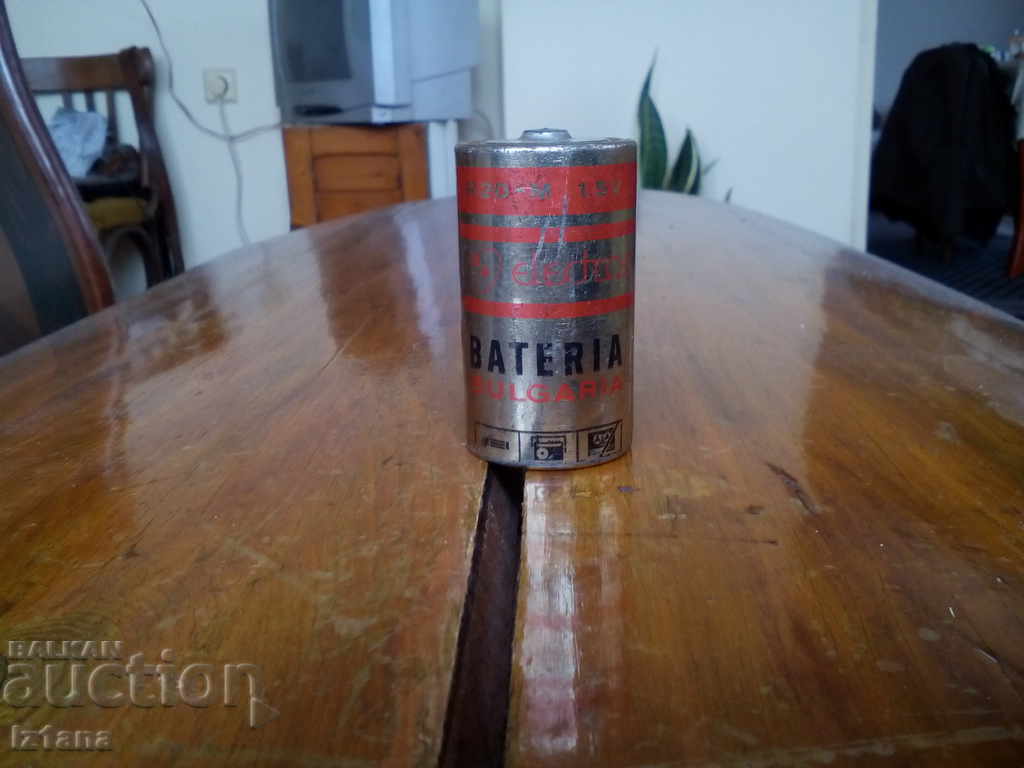 R20-M 1.5V
BATERIA
BULGARIA
BALKAN
auction
Iztana